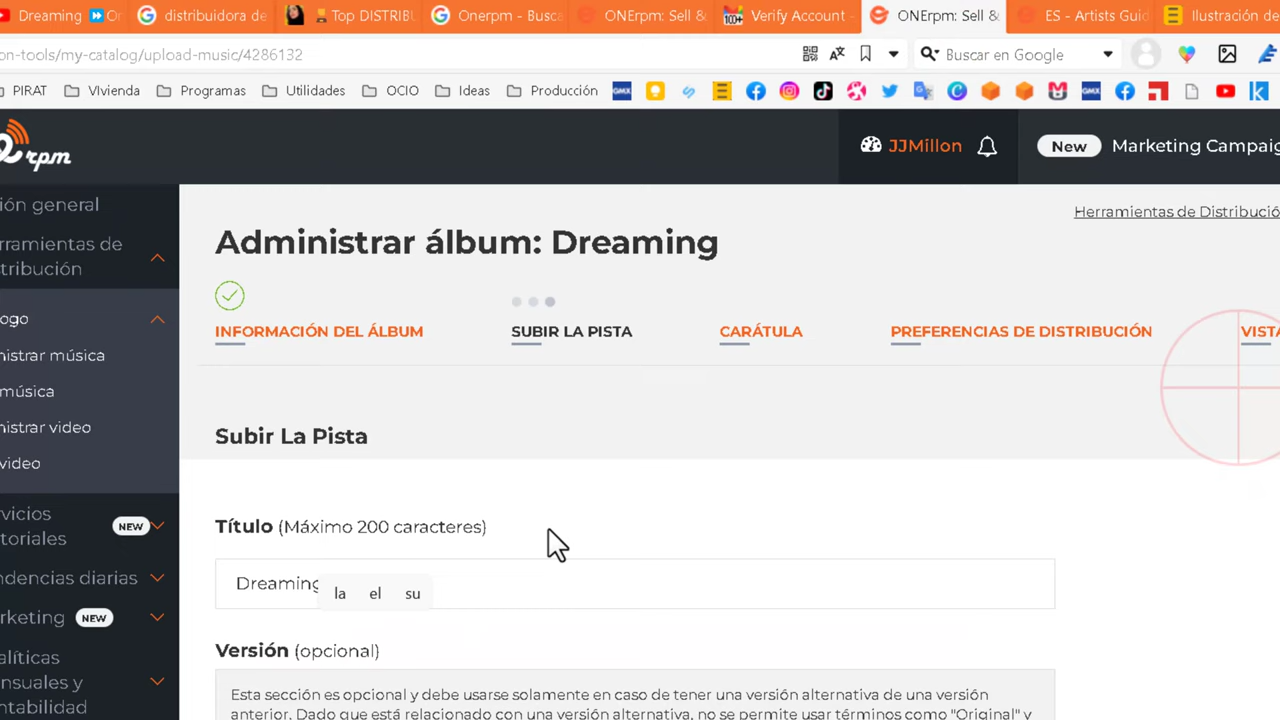 Dreaming Or
distribuidora de
Top DISTRIBU
Onerpm - Busca
ONErpm: Sell &
Verify Account -
ONErpm: Sell &
ES - Artists Guid
Ilustración de
on-tools/my-catalog/upload-music/4286132
Buscar en Google
PIRAT
VIvienda
Programas
Utilidades
OCIO
Ideas
Producción
rpm
JJMillon
New
Marketing Campaig
ión general
rramientas de
tribución
ogo
nistrar música
música
nistrar video
video
vicios
toriales
NEW
ndencias diarias
rketing NEW
alíticas
nsuales y
ntabilidad
Herramientas de Distribució
Administrar álbum: Dreaming
INFORMACIÓN DEL ÁLBUM
SUBIR LA PISTA
CARÁTULA
PREFERENCIAS DE DISTRIBUCIÓN
VISTA
Subir La Pista
Título (Máximo 200 caracteres)
Dreaming
la el su
Versión (opcional)
Esta sección es opcional y debe usarse solamente en caso de tener una versión alternativa de una versión
anterior. Dado que está relacionado con una versión alternativa, no se permite usar términos como "Original" y